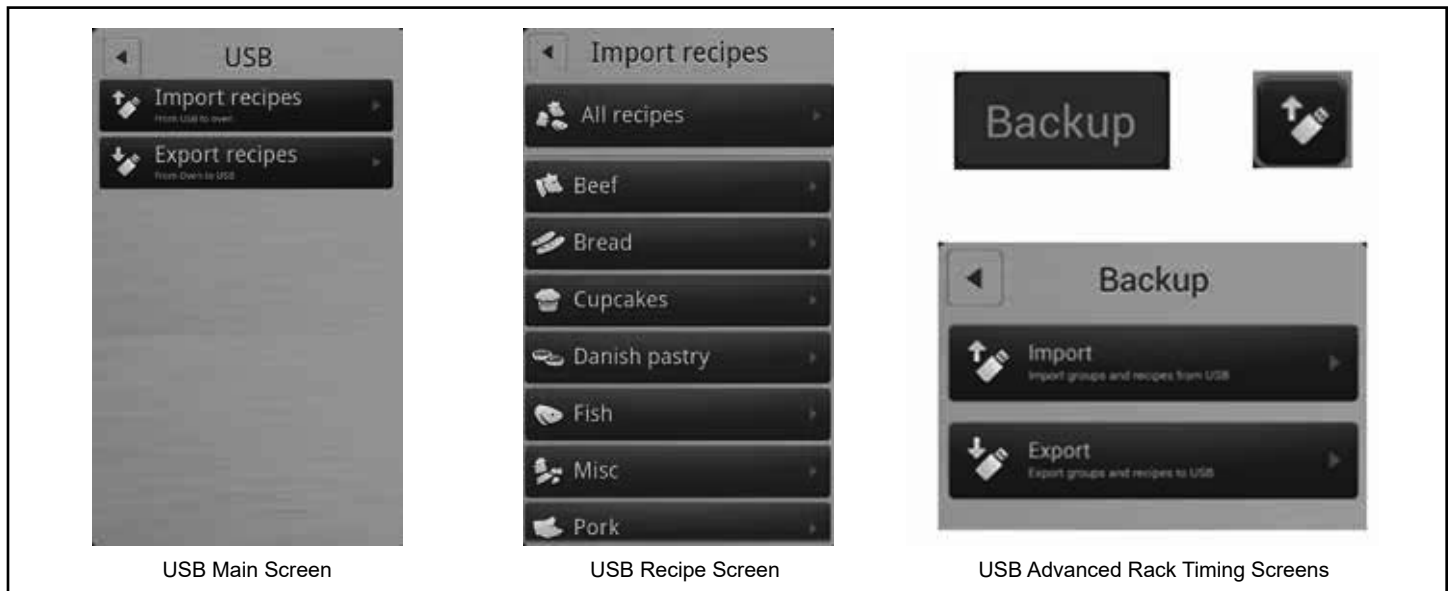 USB
Import recipes
From USB to oven
Export recipes
From Oven to USB
USB Main Screen
Import recipes
All recipes
Beef
Bread
Cupcakes
Danish pastry
Fish
Misc
Pork
USB Recipe Screen
Backup
Backup
Import
Import groups and recipes from USB
Export
Export groups and recipes to USB
USB Advanced Rack Timing Screens